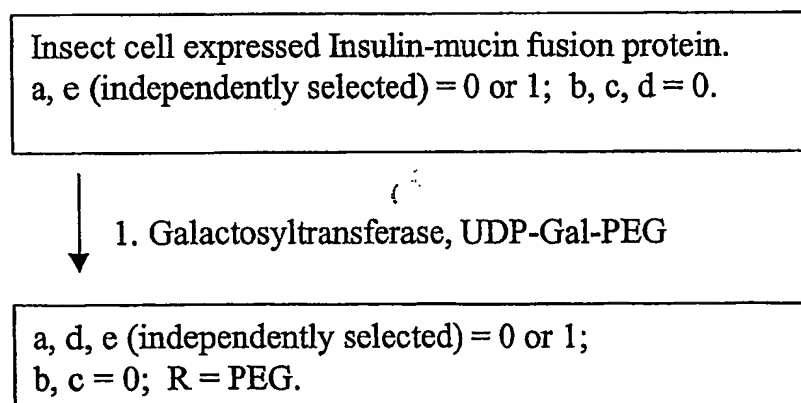 Insect cell expressed Insulin-mucin fusion protein.
a, e (independently selected) = 0 or 1; b, c, d = 0.
1. Galactosyltransferase, UDP-Gal-PEG
a, d, e (independently selected) = 0 or 1;
b, c = 0; R = PEG.